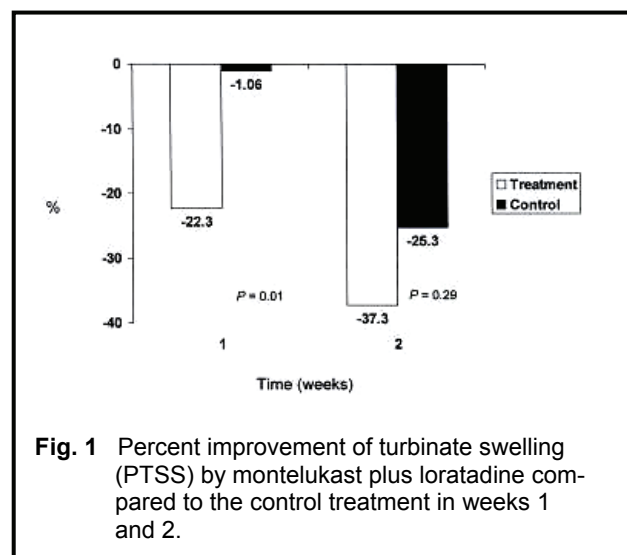 0
-10
-20
-30
-40
%
-1.06
-22.3
-25.3
-37.3
P = 0.01
P = 0.29
1
2
Time (weeks)
Treatment
Control
Fig. 1 Percent improvement of turbinate swelling
(PTSS) by montelukast plus loratadine com-
pared to the control treatment in weeks 1
and 2.